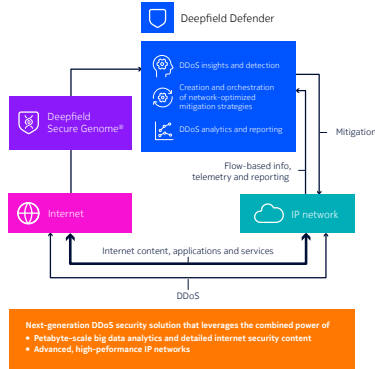 Deepfield Defender
DDoS insights and detection
Creation and orchestration
of network-optimized
mitigation strategies
DDoS analytics and reporting
Deepfield
Secure Genome®
Mitigation
Flow-based info,
telemetry and reporting
Internet
IP network
Internet content, applications and services
DDoS
Next-generation DDoS security solution that leverages the combined power of
• Petabyte-scale big data analytics and detailed internet security content
• Advanced, high-peformance IP networks